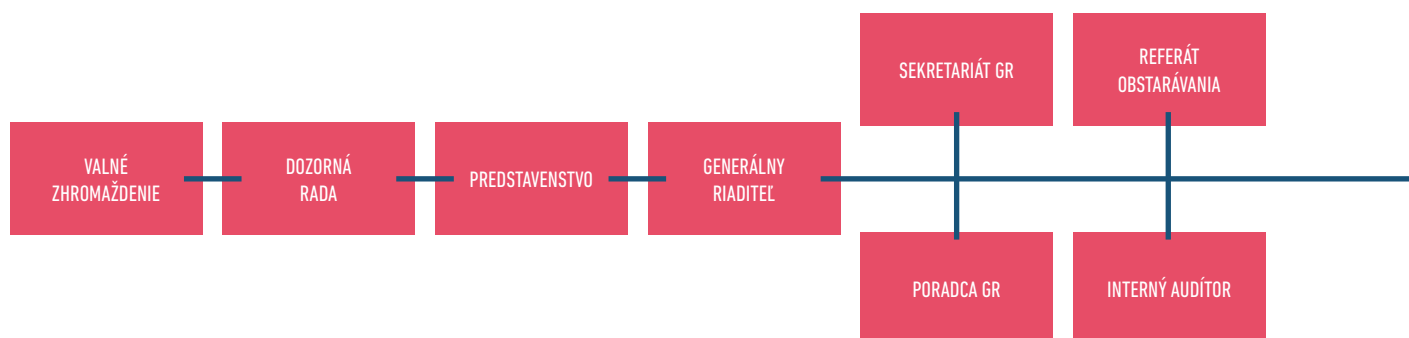 VALNÉ
ZHROMAŽDENIE
DOZORNÁ
RADA
PREDSTAVENSTVO
GENERÁLNY
RIADITEĽ
SEKRETARIÁT GR
REFERÁT
OBSTARÁVANIA
PORADCA GR
INTERNÝ AUDÍTOR